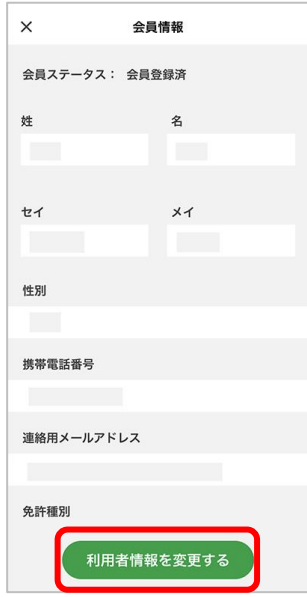 × 会員情報
会員ステータス： 会員登録済
姓 名
セイ メイ
性別
携帯電話番号
連絡用メールアドレス
免許種別
利用者情報を変更する